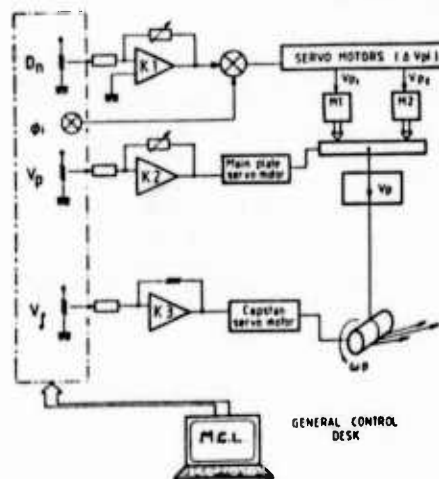 Dn
K1
SERVO MOTORS ( Δ Vpi )
Vp₁
Vp₂
M1
M2
Φi
Vp
K2
Main plate
servo motor
Vp
Vf
K3
Capstan
servo motor
ωp
M.C.L.
GENERAL CONTROL
DESK